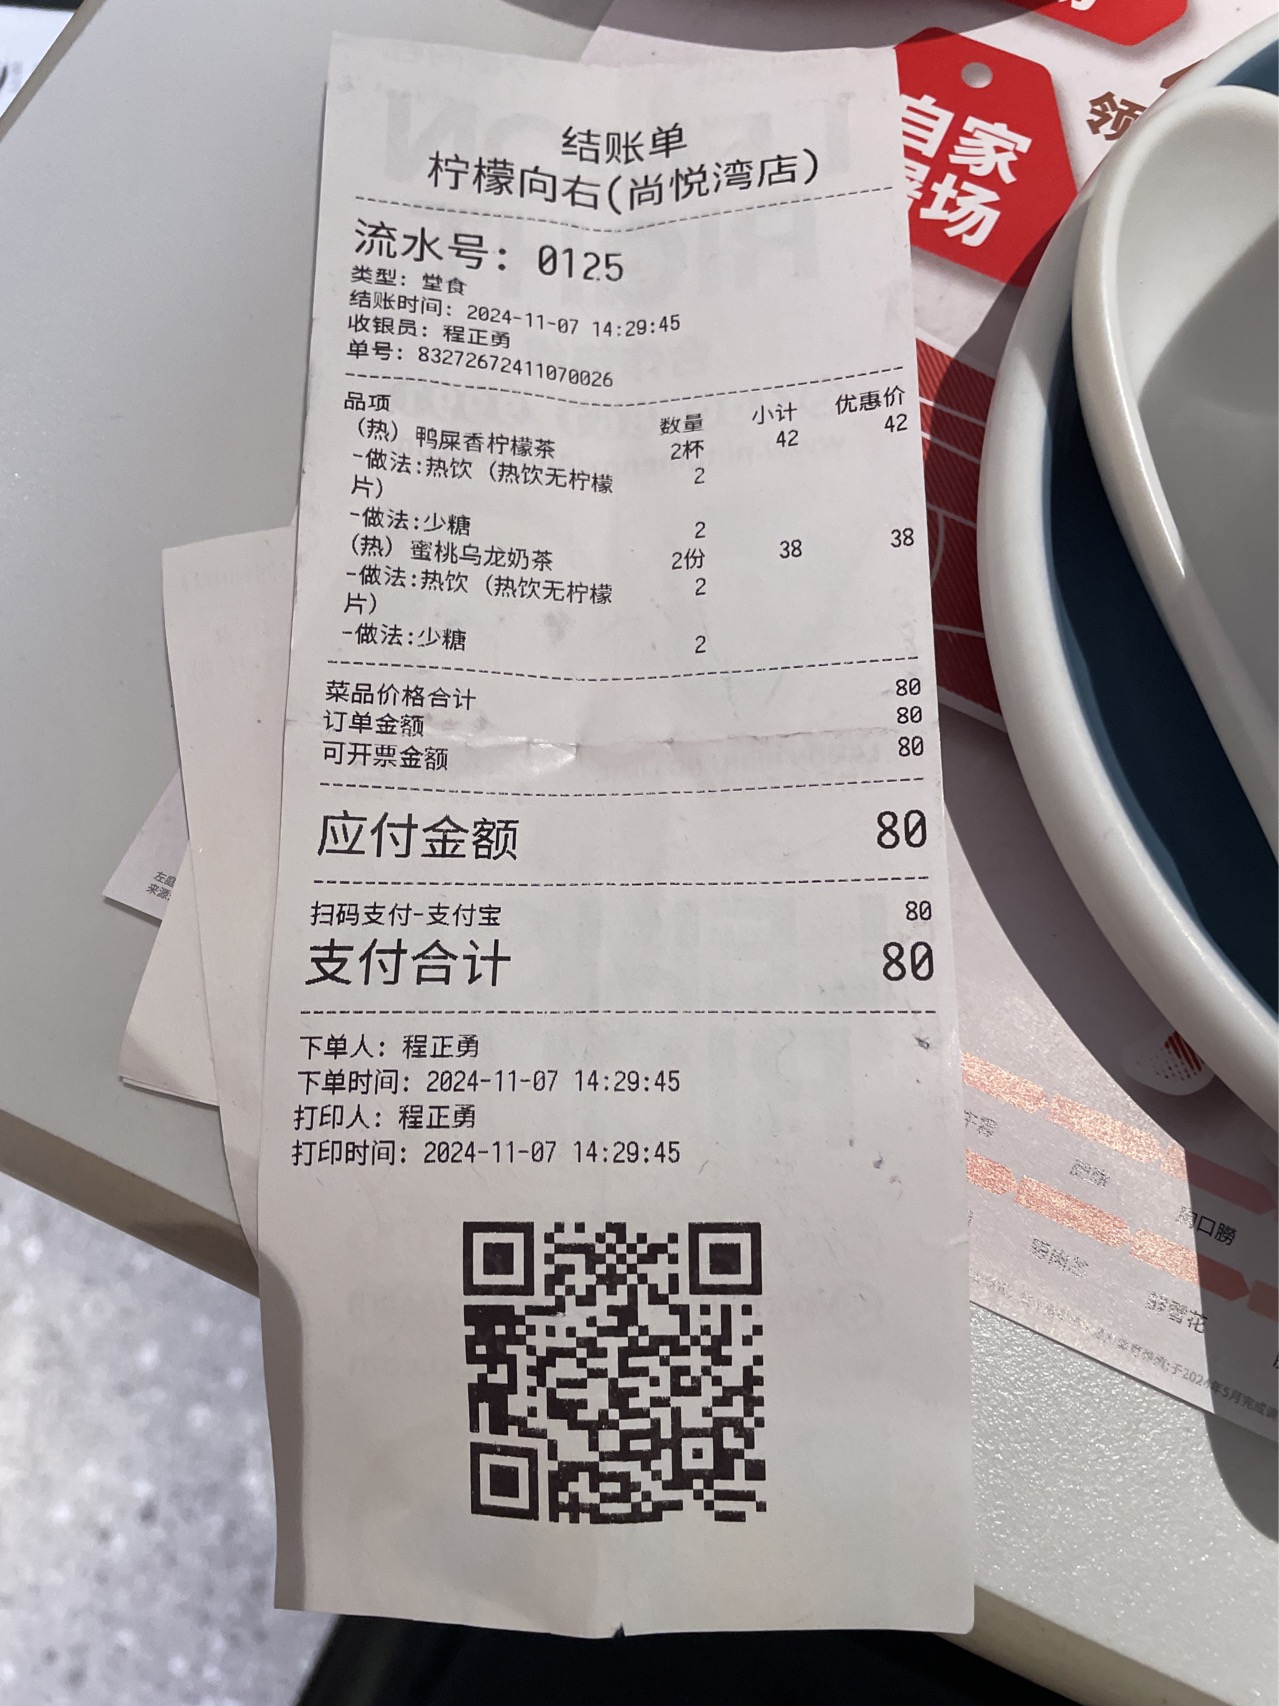 结账单
柠檬向右(尚悦湾店)
流水号: 0125
类型: 堂食
结账时间: 2024-11-07 14:29:45
收银员: 程正勇
单号: 83272672411070026
品项 数量 小计 优惠价
(热) 鸭屎香柠檬茶 2杯 42 42
-做法:热饮 (热饮无柠檬 2
片)
-做法:少糖 2
(热) 蜜桃乌龙奶茶 2份 38 38
-做法:热饮 (热饮无柠檬 2
片)
-做法:少糖 2
菜品价格合计 80
订单金额 80
可开票金额 80
应付金额 80
扫码支付-支付宝 80
支付合计 80
下单人: 程正勇
下单时间: 2024-11-07 14:29:45
打印人: 程正勇
打印时间: 2024-11-07 14:29:45
自家
场
领